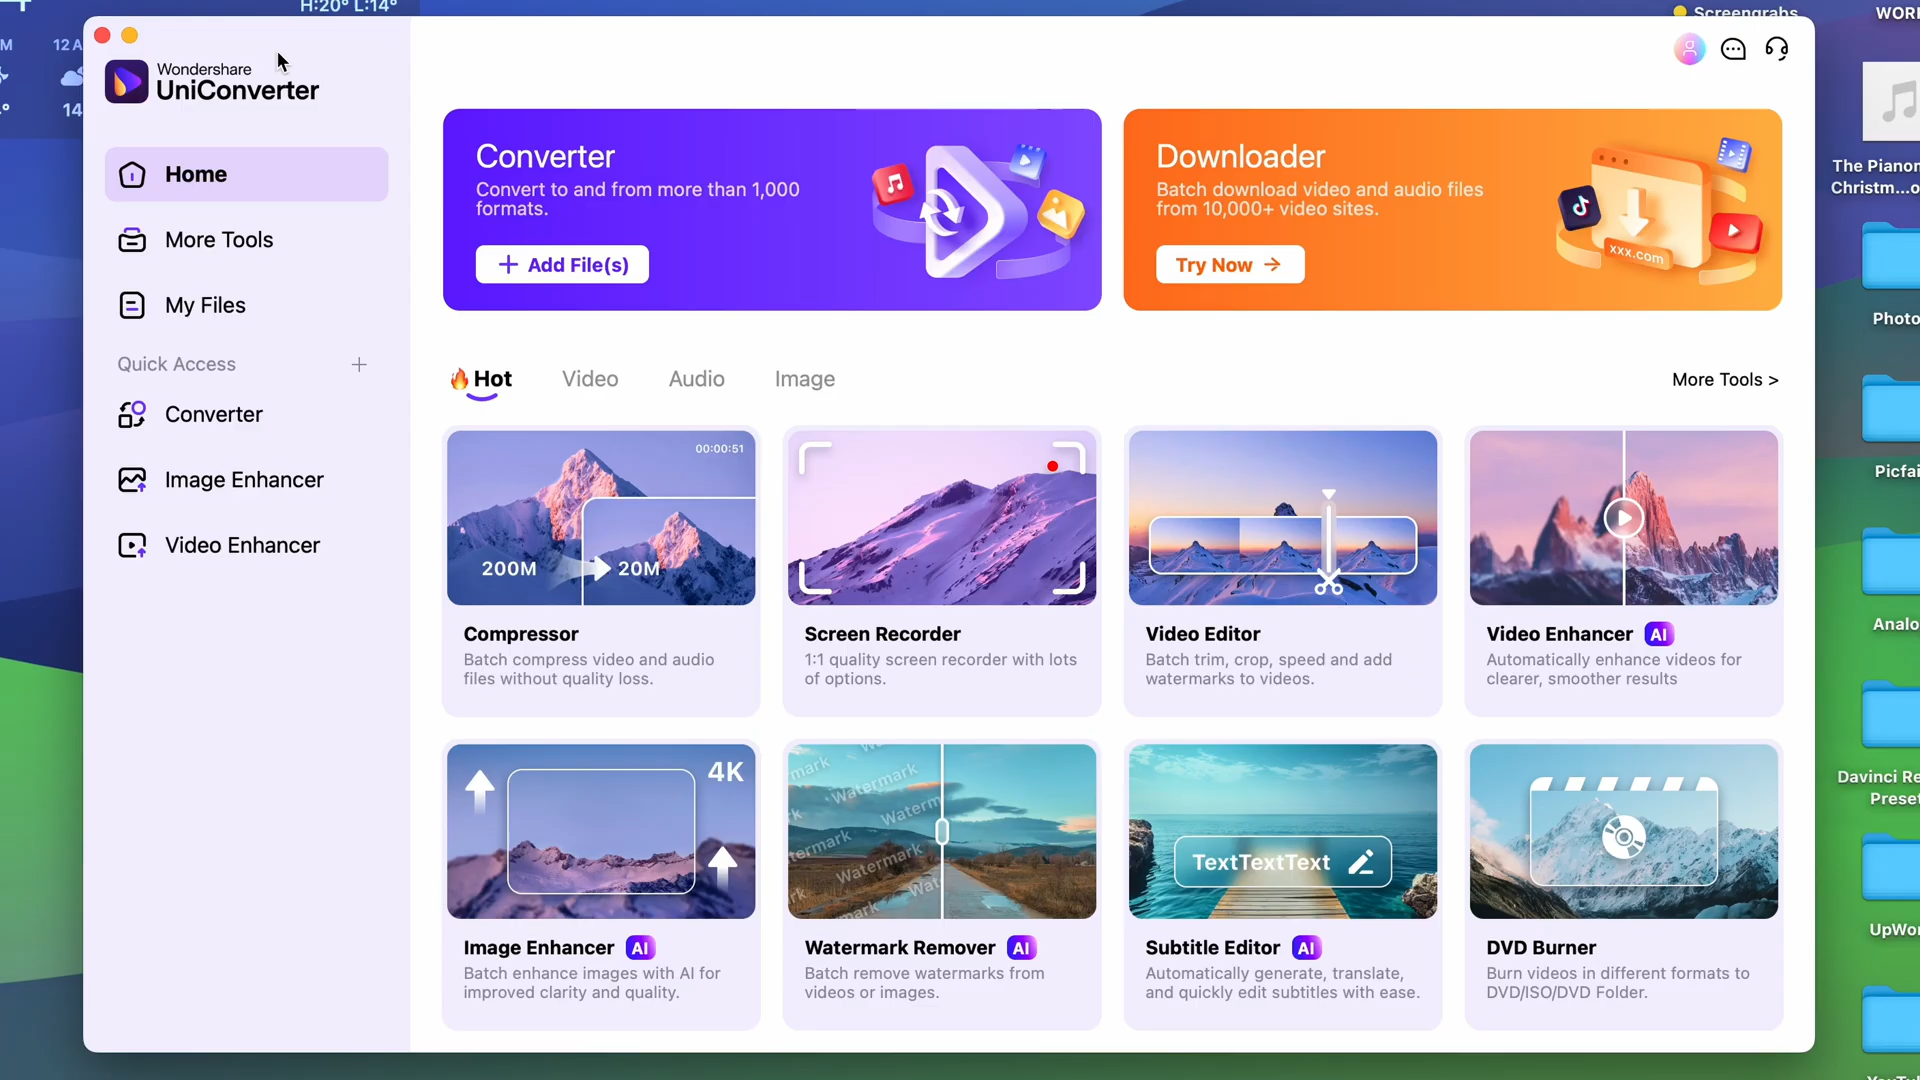 H:20° L:14°
Screengrabs
12 A
14
Wondershare
UniConverter
Home
More Tools
My Files
Quick Access
Converter
Image Enhancer
Video Enhancer
Converter
Convert to and from more than 1,000
formats.
Add File(s)
Downloader
Batch download video and audio files
from 10,000+ video sites.
Try Now
xxx.com
Hot
Video
Audio
Image
More Tools >
00:00:51
200M
20M
Compressor
Batch compress video and audio
files without quality loss.
Screen Recorder
1:1 quality screen recorder with lots
of options.
Video Editor
Batch trim, crop, speed and add
watermarks to videos.
Video Enhancer AI
Automatically enhance videos for
clearer, smoother results
4K
Image Enhancer AI
Batch enhance images with AI for
improved clarity and quality.
Watermark
Watermark
Watermark Remover AI
Batch remove watermarks from
videos or images.
TextTextText
Subtitle Editor AI
Automatically generate, translate,
and quickly edit subtitles with ease.
DVD Burner
Burn videos in different formats to
DVD/ISO/DVD Folder.
The Pianon
Christm...o
Photo
Picfai
Analo
Davinci Re
Preset
UpWor